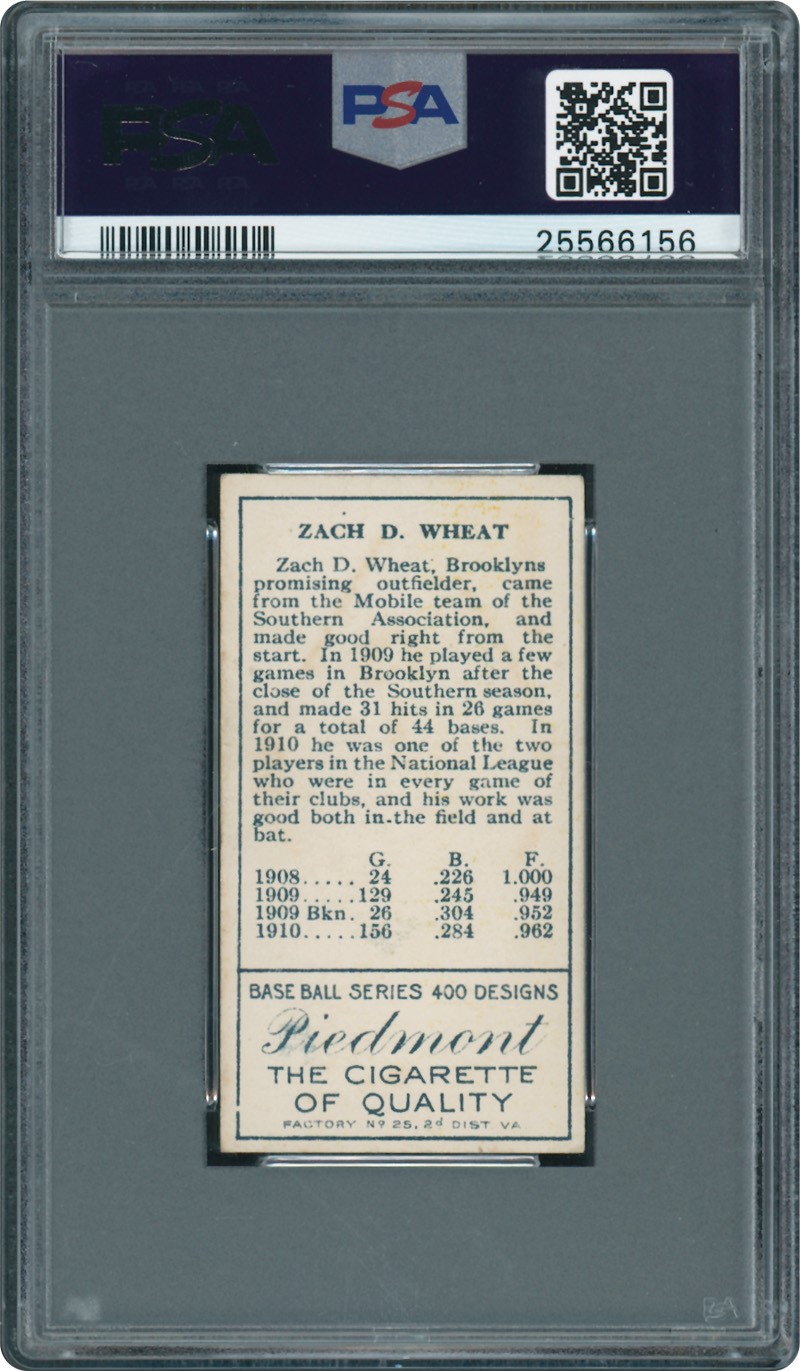 PSA
PSA
25566156
ZACH D. WHEAT
Zach D. Wheat, Brooklyns
promising outfielder, came
from the Mobile team of the
Southern Association, and
made good right from the
start. In 1909 he played a few
games in Brooklyn after the
close of the Southern season,
and made 31 hits in 26 games
for a total of 44 bases. In
1910 he was one of the two
players in the National League
who were in every game of
their clubs, and his work was
good both in the field and at
bat.
G. B. F.
1908..... 24 .226 1.000
1909.....129 .245 .949
1909 Bkn. 26 .304 .952
1910.....156 .284 .962
BASE BALL SERIES 400 DESIGNS
Piedmont
THE CIGARETTE
OF QUALITY
FACTORY Nº 25, 2d DIST. VA.
PSA